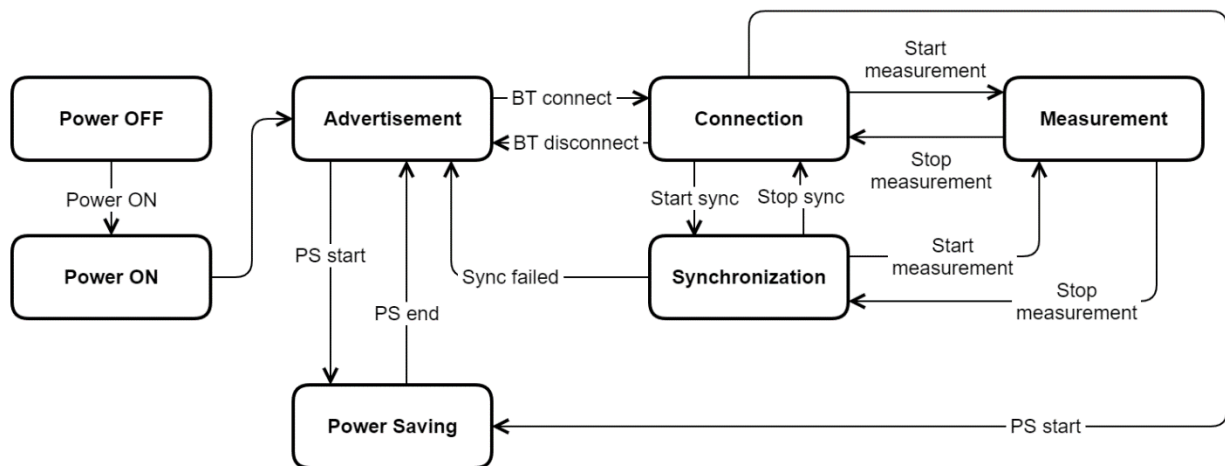 Start
measurement
Power OFF
Advertisement
BT connect
Connection
Measurement
BT disconnect
Stop
measurement
Power ON
Start sync
Stop sync
Power ON
PS start
Sync failed
Synchronization
Start
measurement
PS end
Stop
measurement
Power Saving
PS start